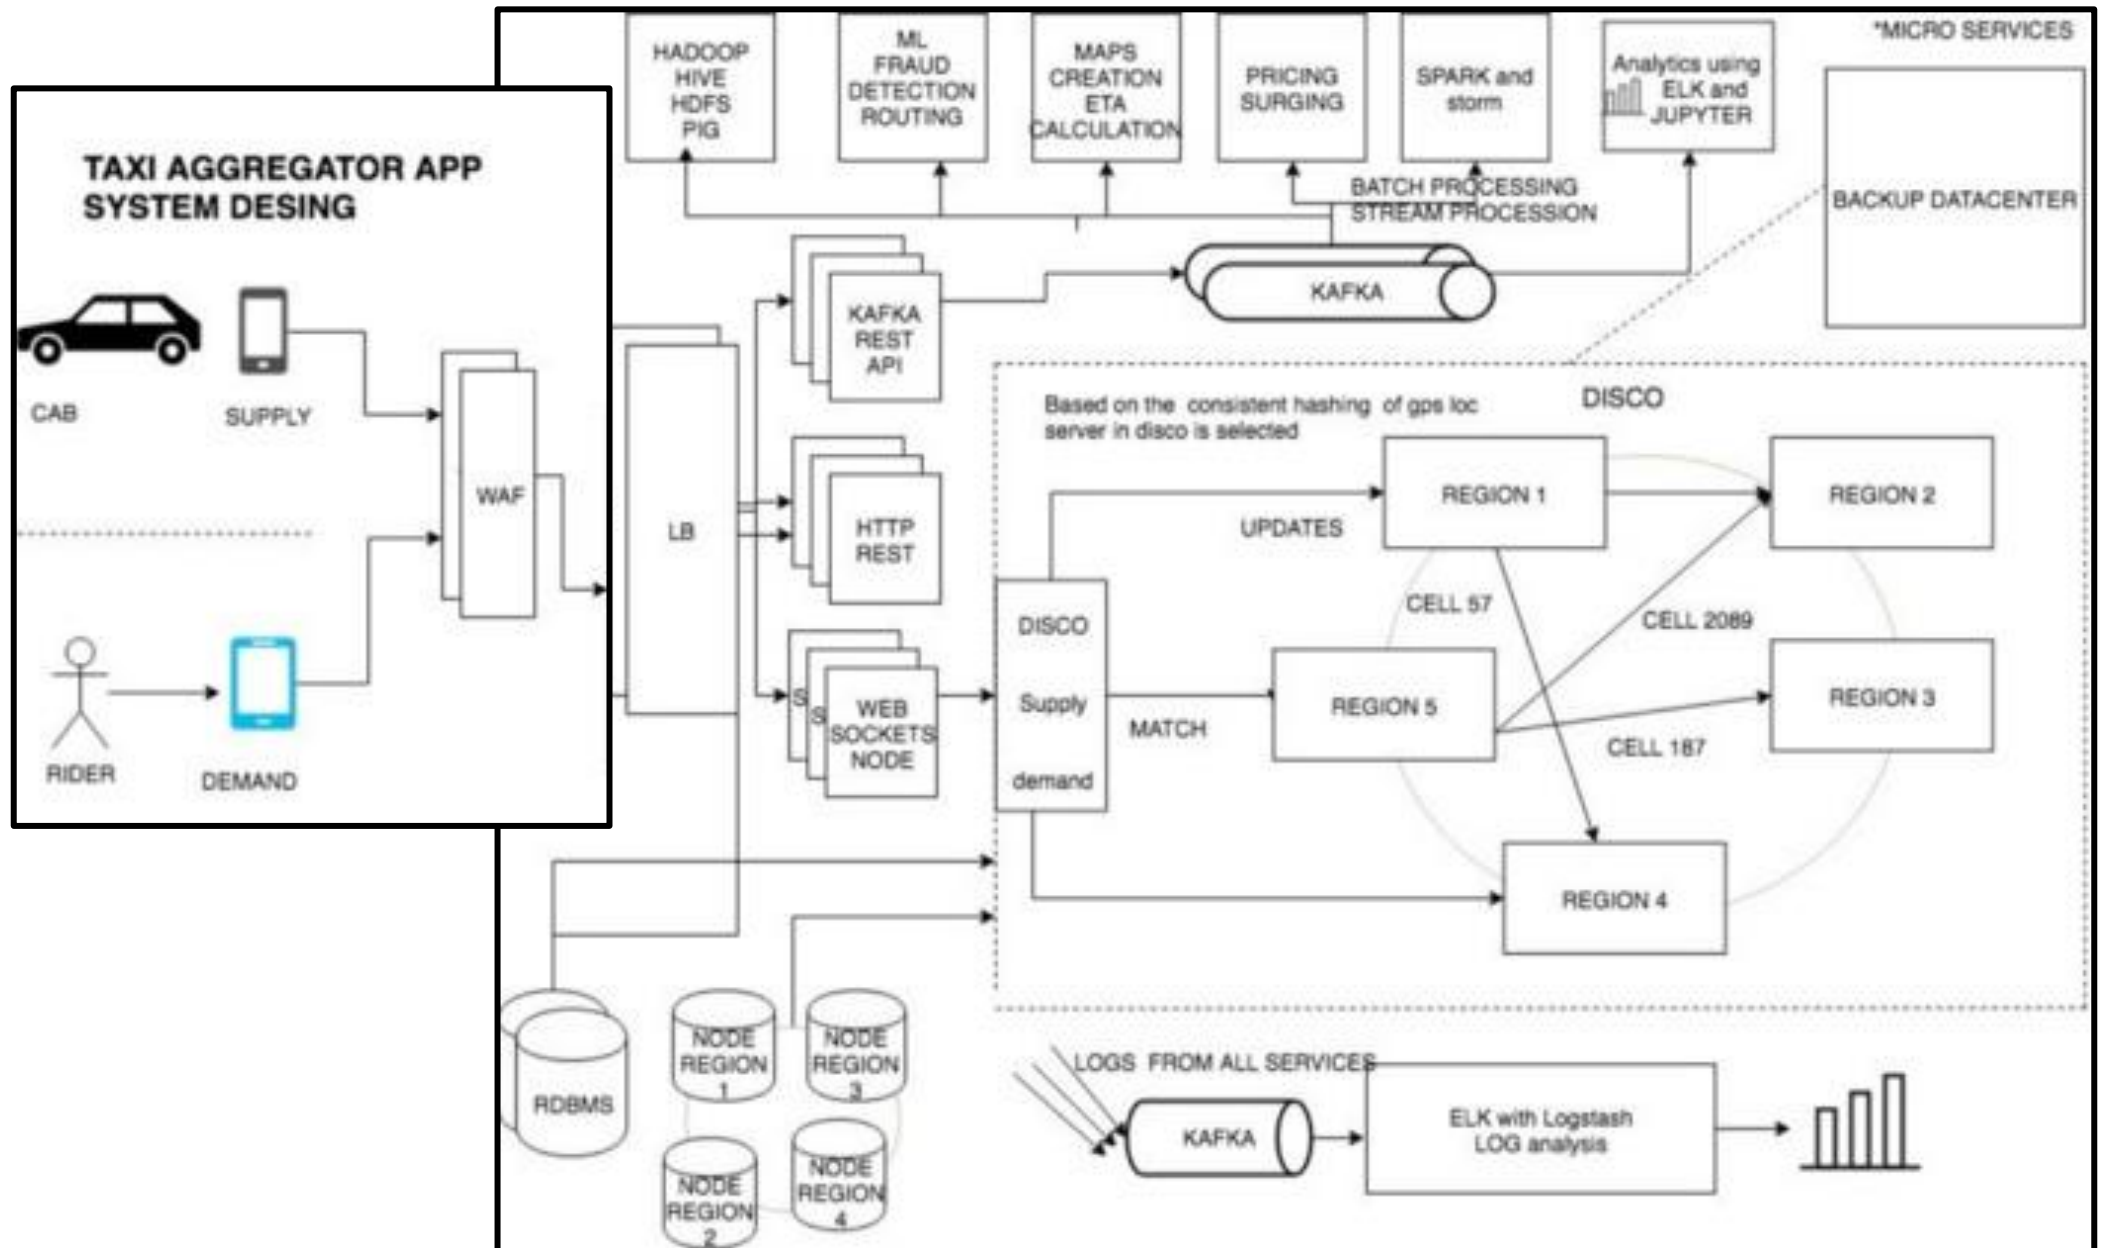 TAXI AGGREGATOR APP
SYSTEM DESING
CAB
SUPPLY
WAF
RIDER
DEMAND
HADOOP
HIVE
HDFS
PIG
ML
FRAUD
DETECTION
ROUTING
MAPS
CREATION
ETA
CALCULATION
PRICING
SURGING
SPARK and
storm
Analytics using
ELK and
JUPYTER
*MICRO SERVICES
BACKUP DATACENTER
BATCH PROCESSING
STREAM PROCESSION
KAFKA
KAFKA
REST
API
LB
HTTP
REST
S
S
WEB
SOCKETS
NODE
DISCO
Based on the consistent hashing of gps loc
server in disco is selected
REGION 1
REGION 2
UPDATES
CELL 57
CELL 2089
DISCO
Supply
demand
MATCH
REGION 5
REGION 3
CELL 187
REGION 4
RDBMS
NODE
REGION
1
NODE
REGION
3
NODE
REGION
2
NODE
REGION
4
LOGS FROM ALL SERVICES
KAFKA
ELK with Logstash
LOG analysis